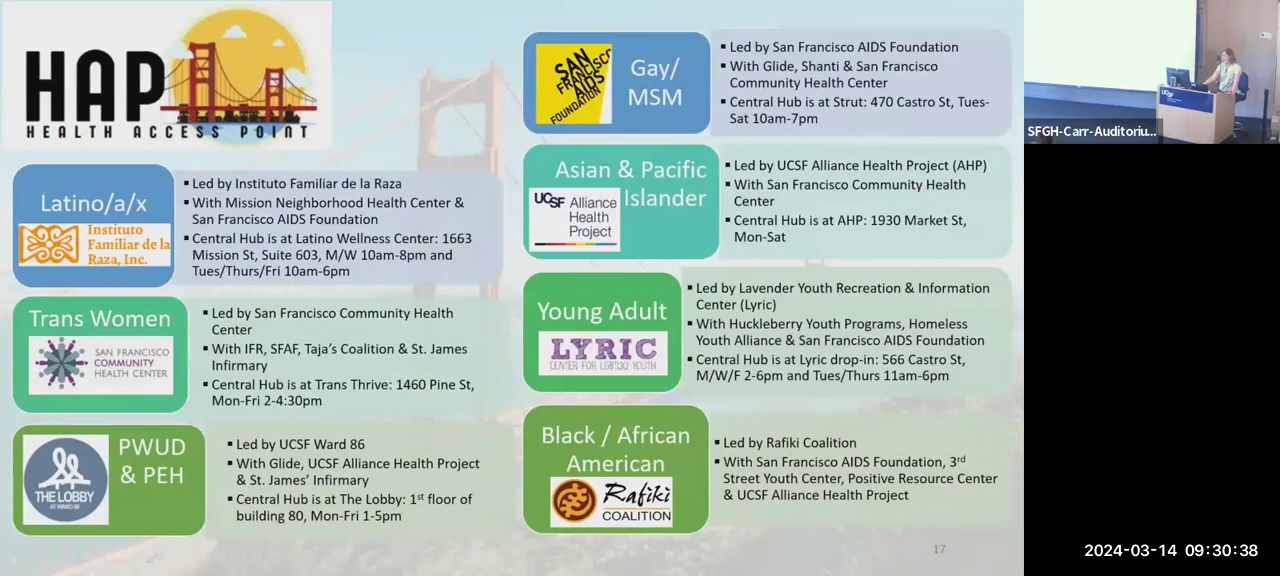 HAP
HEALTH ACCESS POINT
Latino/a/x
Instituto
Familiar de la
Raza, Inc.
▪ Led by Instituto Familiar de la Raza
▪ With Mission Neighborhood Health Center &
San Francisco AIDS Foundation
▪ Central Hub is at Latino Wellness Center: 1663
Mission St, Suite 603, M/W 10am-8pm and
Tues/Thurs/Fri 10am-6pm
Trans Women
SAN FRANCISCO
COMMUNITY
HEALTH CENTER
▪ Led by San Francisco Community Health
Center
▪ With IFR, SFAF, Taja's Coalition & St. James
Infirmary
▪ Central Hub is at Trans Thrive: 1460 Pine St,
Mon-Fri 2-4:30pm
PWUD
& PEH
THE LOBBY
AT WARD 86
▪ Led by UCSF Ward 86
▪ With Glide, UCSF Alliance Health Project
& St. James' Infirmary
▪ Central Hub is at The Lobby: 1st floor of
building 80, Mon-Fri 1-5pm
SAN
FRANCISCO
AIDS
FOUNDATION
Gay/
MSM
▪ Led by San Francisco AIDS Foundation
▪ With Glide, Shanti & San Francisco
Community Health Center
▪ Central Hub is at Strut: 470 Castro St, Tues-
Sat 10am-7pm
Asian & Pacific
Islander
UCSF Alliance
Health
Project
▪ Led by UCSF Alliance Health Project (AHP)
▪ With San Francisco Community Health
Center
▪ Central Hub is at AHP: 1930 Market St,
Mon-Sat
Young Adult
LYRIC
CENTER FOR LGBTQQ YOUTH
▪ Led by Lavender Youth Recreation & Information
Center (Lyric)
▪ With Huckleberry Youth Programs, Homeless
Youth Alliance & San Francisco AIDS Foundation
▪ Central Hub is at Lyric drop-in: 566 Castro St,
M/W/F 2-6pm and Tues/Thurs 11am-6pm
Black / African
American
Rafiki
COALITION
▪ Led by Rafiki Coalition
▪ With San Francisco AIDS Foundation, 3rd
Street Youth Center, Positive Resource Center
& UCSF Alliance Health Project
17
UCSF
SFGH-Carr-Auditoriu...
2024-03-14 09:30:38